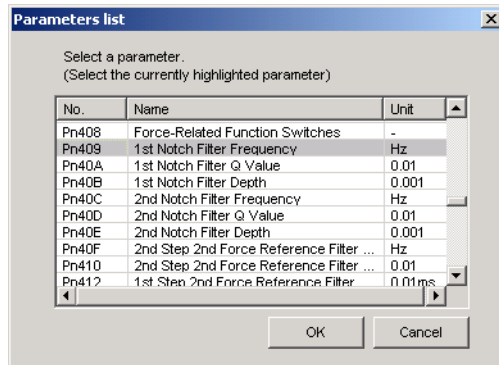 Parameters list
Select a parameter.
(Select the currently highlighted parameter)
No. Name Unit
Pn408 Force-Related Function Switches -
Pn409 1st Notch Filter Frequency Hz
Pn40A 1st Notch Filter Q Value 0.01
Pn40B 1st Notch Filter Depth 0.001
Pn40C 2nd Notch Filter Frequency Hz
Pn40D 2nd Notch Filter Q Value 0.01
Pn40E 2nd Notch Filter Depth 0.001
Pn40F 2nd Step 2nd Force Reference Filter ... Hz
Pn410 2nd Step 2nd Force Reference Filter ... 0.01
Pn412 1st Step 2nd Force Reference Filter 0.01ms
OK Cancel